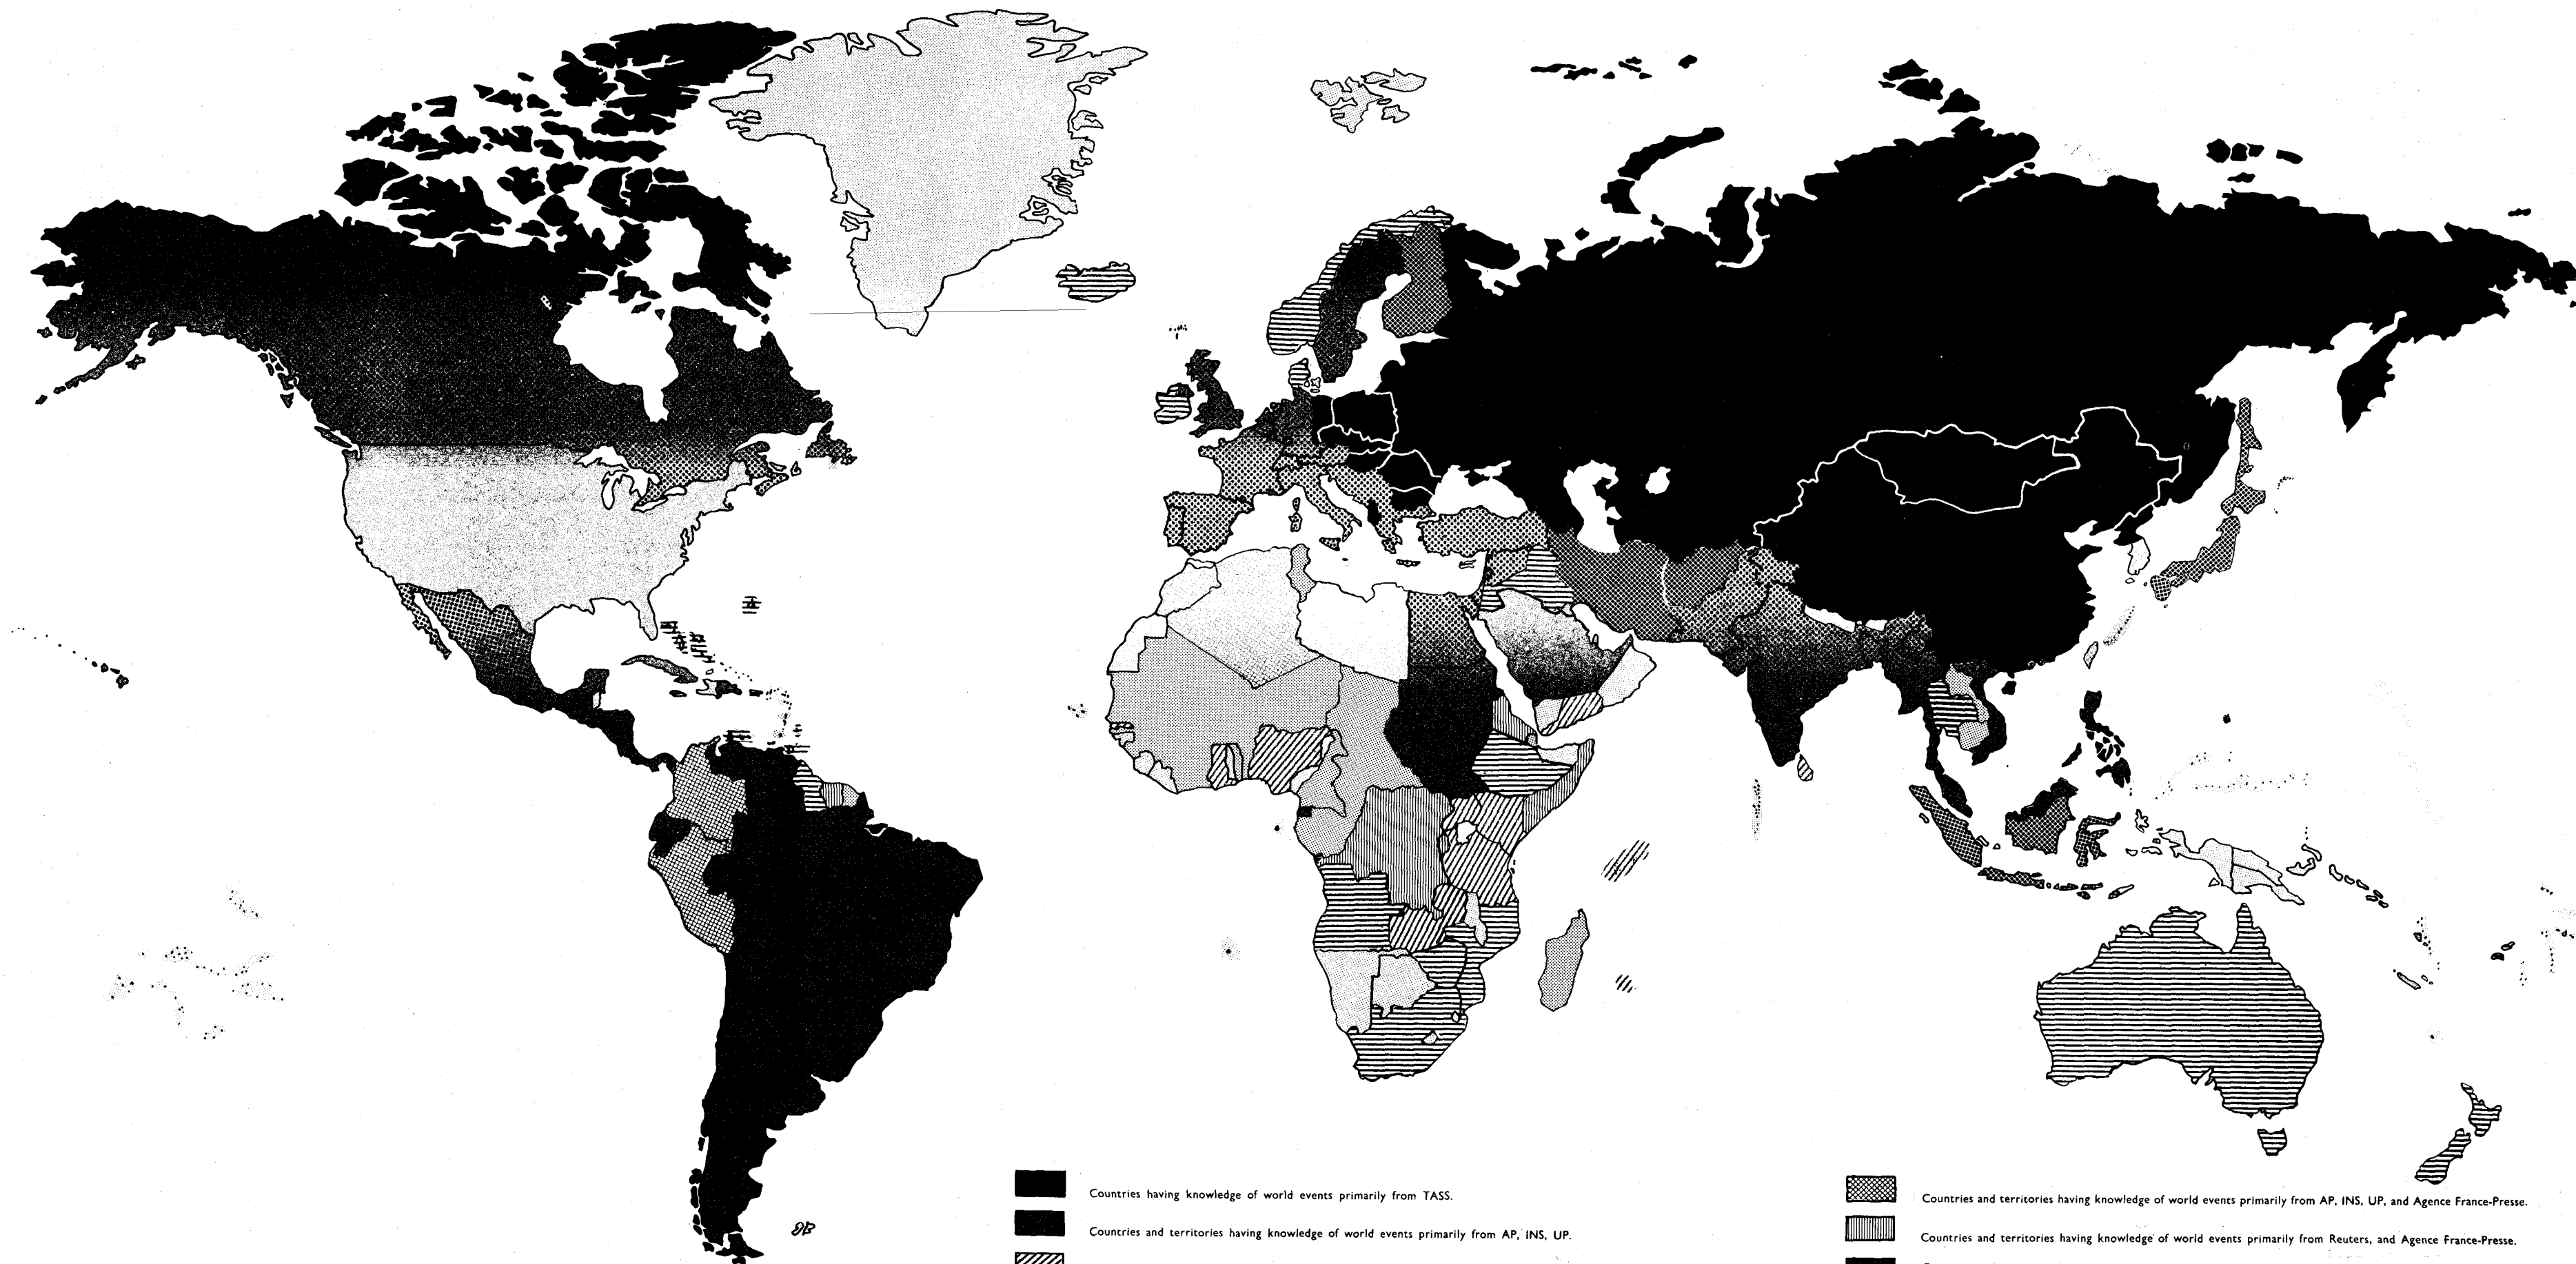 Countries having knowledge of world events primarily from TASS.
Countries and territories having knowledge of world events primarily from AP, INS, UP.
Countries and territories having knowledge of world events primarily from AP, INS, UP, and Agence France-Presse.
Countries and territories having knowledge of world events primarily from Reuters, and Agence France-Presse.